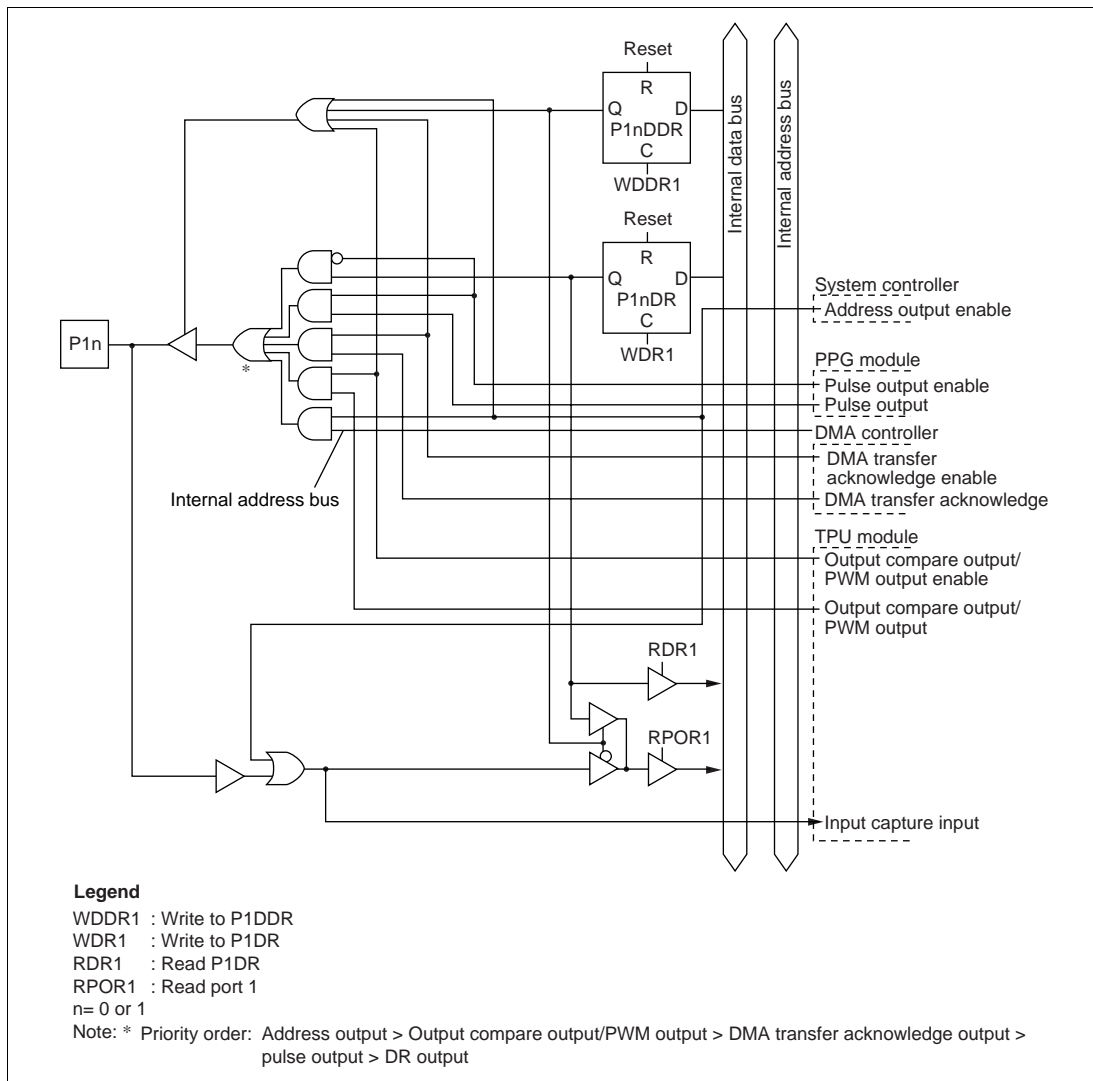 Reset
R
Q D
P1nDDR
C
WDDR1
Reset
R
Q D
P1nDR
C
WDR1
Internal data bus
Internal address bus
System controller
Address output enable
PPG module
Pulse output enable
Pulse output
DMA controller
DMA transfer
acknowledge enable
DMA transfer acknowledge
TPU module
Output compare output/
PWM output enable
Output compare output/
PWM output
Input capture input
P1n
*
Internal address bus
RDR1
RPOR1
Legend
WDDR1 : Write to P1DDR
WDR1 : Write to P1DR
RDR1 : Read P1DR
RPOR1 : Read port 1
n= 0 or 1
Note: * Priority order: Address output > Output compare output/PWM output > DMA transfer acknowledge output >
pulse output > DR output